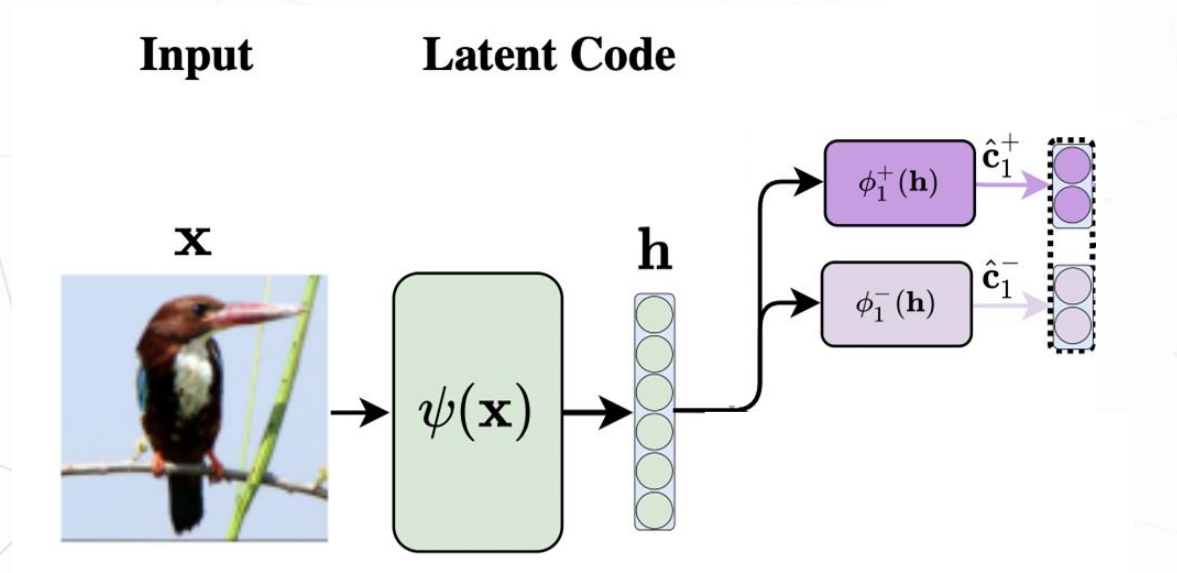 Input
Latent Code
x
ψ(x)
h
ϕ₁⁺(h)
ĉ₁⁺
ϕ₁⁻(h)
ĉ₁⁻